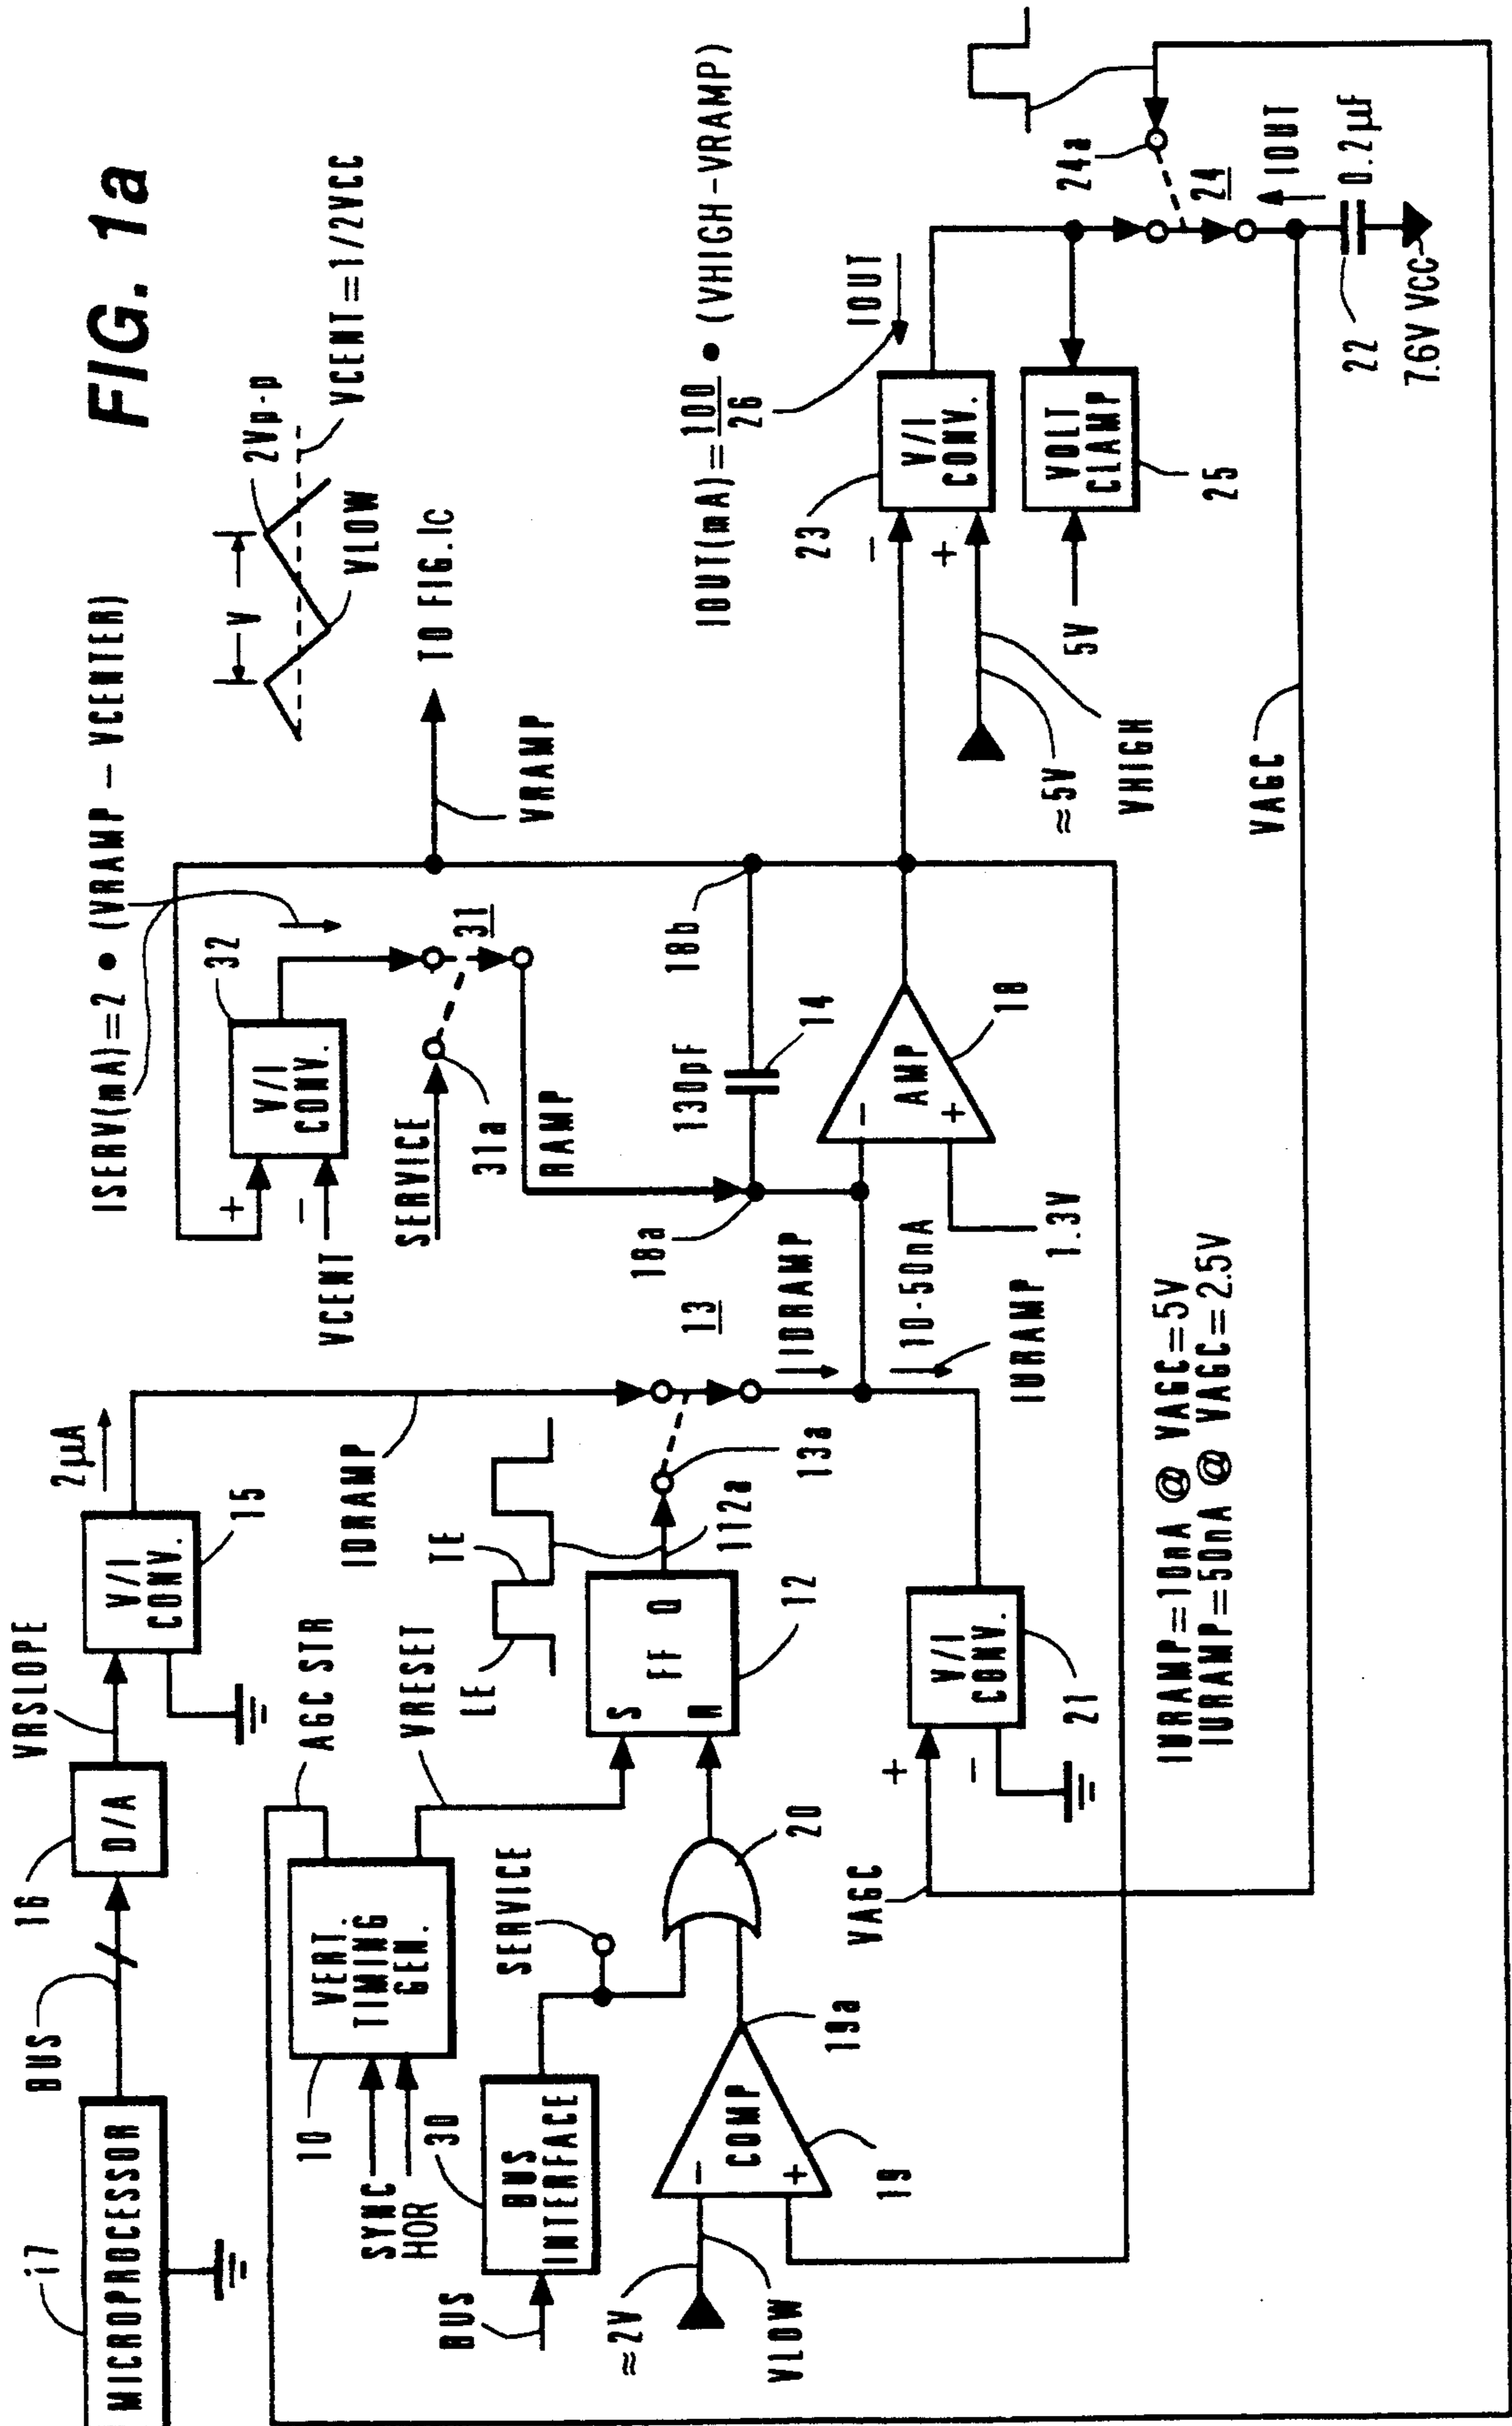 FIG. 1a
17
MICROPROCESSOR
BUS
16
D/A
VRSLOPE
V/I
CONV.
15
2µA
ISERV(mA)=2 • (VRAMP – VCENTER)
V
2Vp-p
VCENT=1/2VCC
VLOW
10
VERT.
TIMING
GEN.
SYNC
HOR
AGC STR
VRESET
IDRAMP
32
V/I
CONV.
+
–
VCENT
SERVICE
31a
31
RAMP
VRAMP
TO FIG.1c
BUS
30
BUS
INTERFACE
SERVICE
LE
TE
S
FF
Q
R
12
112a
13a
13
18a
130pF
14
18b
IDRAMP
10-50nA
IURAMP
–
AMP
+
18
1.3V
≈2V
VLOW
–
COMP
+
19
19a
20
VAGC
+
–
V/I
CONV.
21
IURAMP=10nA @ VAGC=5V
IURAMP=50nA @ VAGC=2.5V
IOUT(mA)=100/26 • (VHIGH–VRAMP)
23
–
+
V/I
CONV.
IOUT
≈5V
VHIGH
5V
VOLT
CLAMP
25
24a
24
IOUT
22
0.2µF
7.6V VCC
VAGC